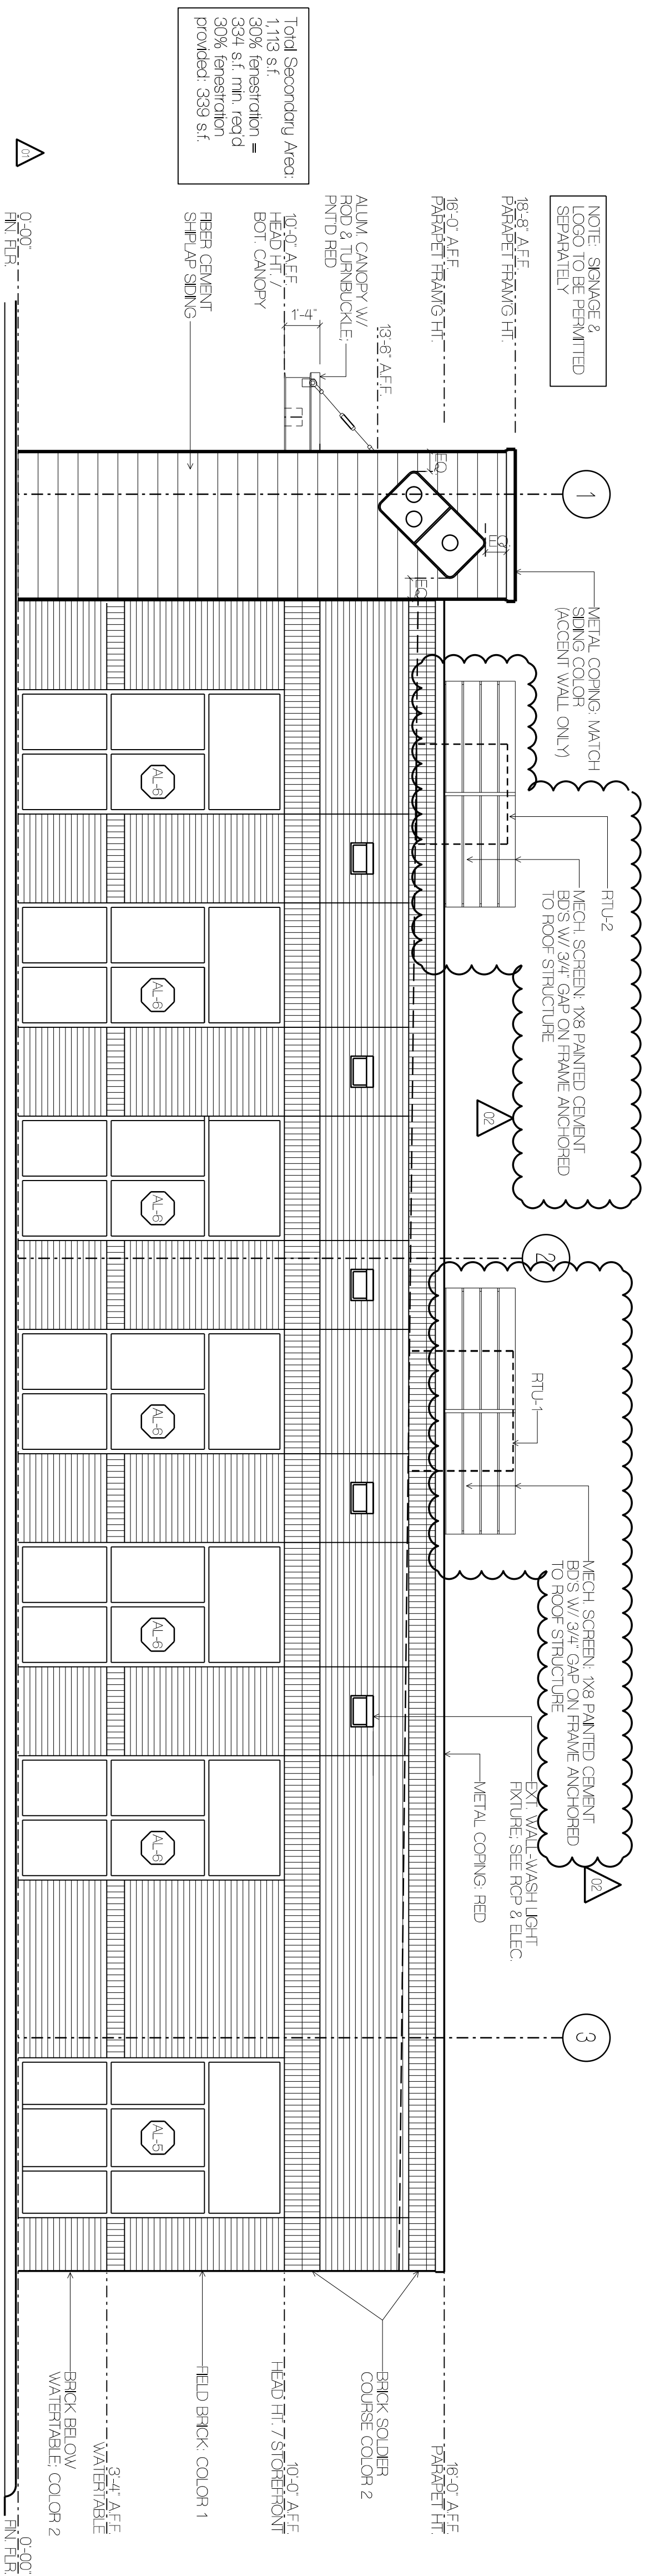 NOTE: SIGNAGE &
LOGO TO BE PERMITTED
SEPARATELY
Total Secondary Area:
1,113 s.f.
30% fenestration =
334 s.f. min. req'd
30% fenestration
provided: 339 s.f.
01
18'-8" A.F.F.
PARAPET FRAM'G HT.
16'-0" A.F.F.
PARAPET FRAM'G HT.
13'-6" A.F.F.
ALUM. CANOPY W/
ROD & TURNBUCKLE;
PNT'D RED
1'-4"
10'-0" A.F.F.
HEAD HT. /
BOT. CANOPY
FIBER CEMENT
SHIPLAP SIDING
0'-00"
FIN. FLR.
1
EQ.
EQ.
EQ.
METAL COPING: MATCH
SIDING COLOR
(ACCENT WALL ONLY)
RTU-2
MECH. SCREEN: 1X8 PAINTED CEMENT
BD'S W/ 3/4" GAP ON FRAME ANCHORED
TO ROOF STRUCTURE
02
2
RTU-1
MECH. SCREEN: 1X8 PAINTED CEMENT
BD'S W/ 3/4" GAP ON FRAME ANCHORED
TO ROOF STRUCTURE
02
EXT. WALL-WASH LIGHT
FIXTURE; SEE RCP & ELEC.
METAL COPING: RED
3
AL-6
AL-6
AL-6
AL-6
AL-6
AL-6
AL-5
16'-0" A.F.F.
PARAPET HT.
BRICK SOLDIER
COURSE COLOR 2
10'-0" A.F.F.
HEAD HT. / STOREFRONT
FIELD BRICK: COLOR 1
3'-4" A.F.F.
WATERTABLE
BRICK BELOW
WATERTABLE; COLOR 2
0'-00"
FIN. FLR.